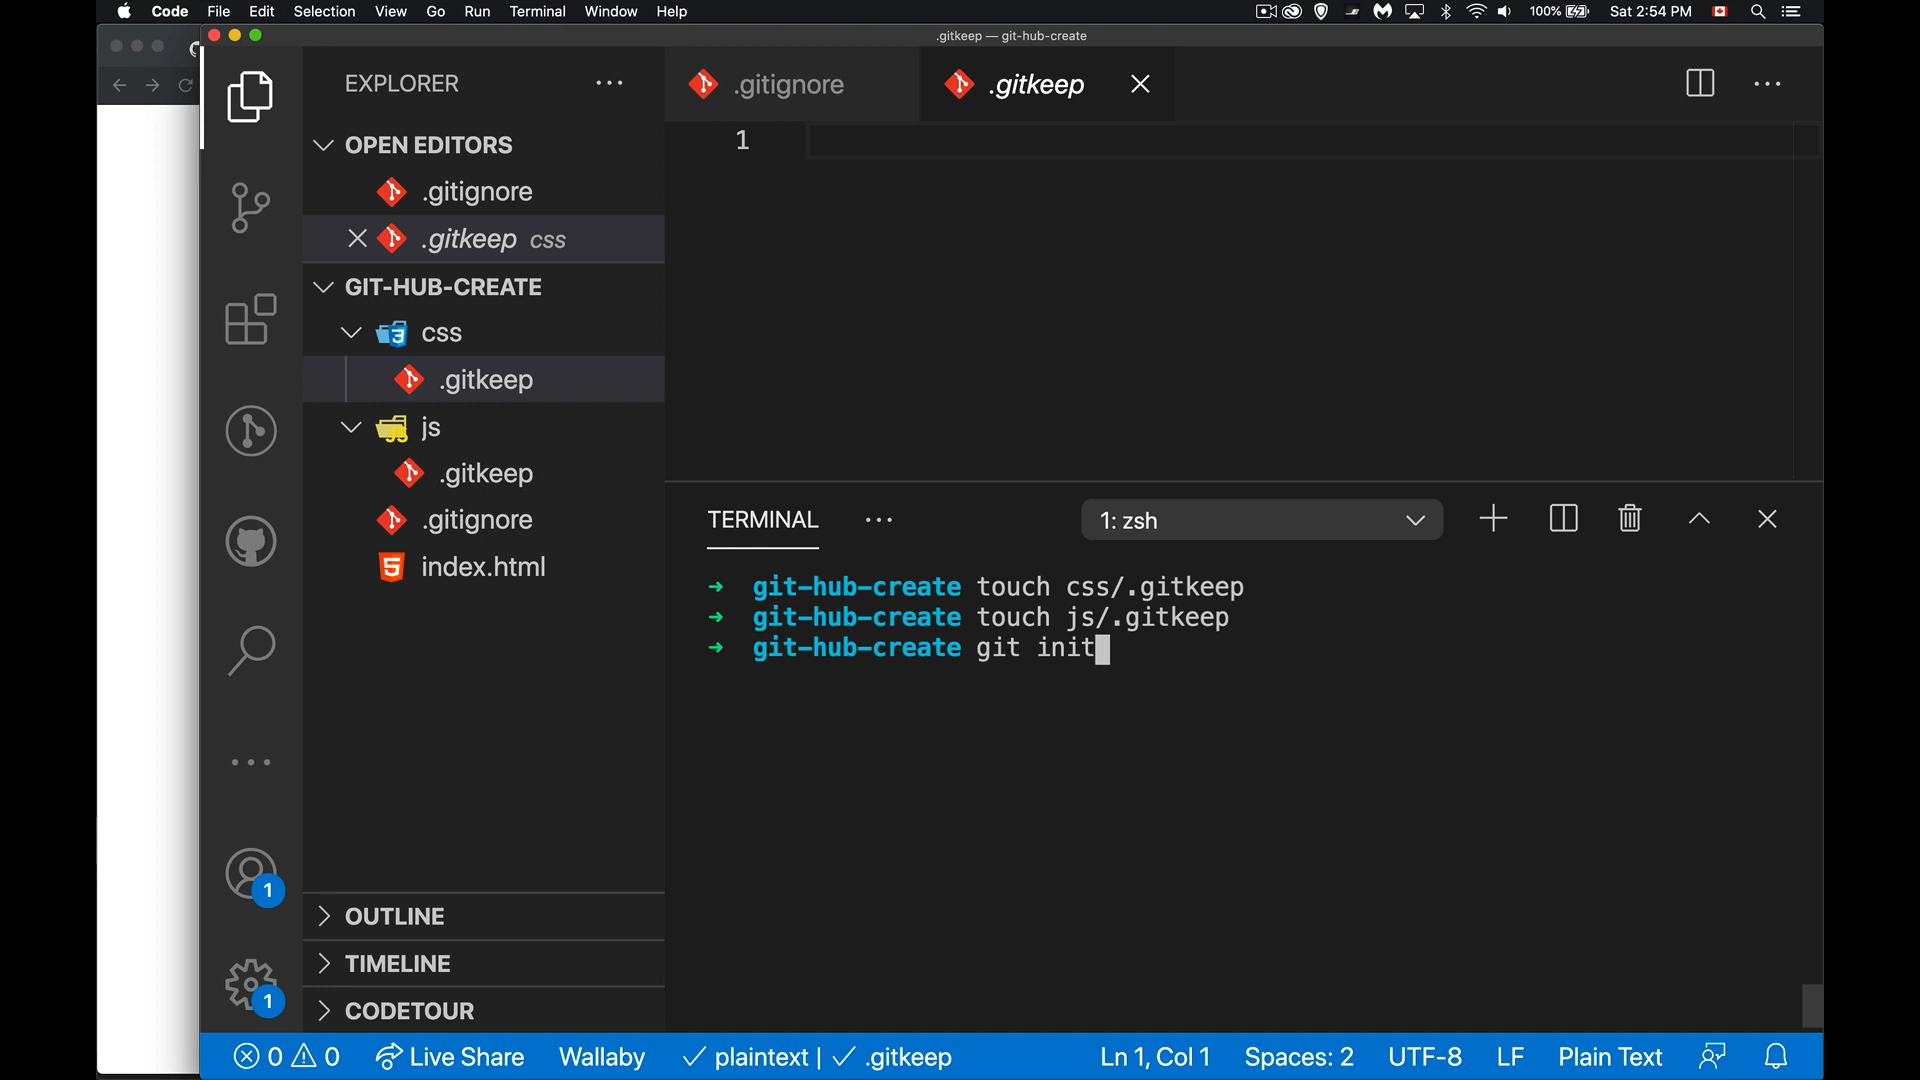 Code File Edit Selection View Go Run Terminal Window Help 100% Sat 2:54 PM
.gitkeep — git-hub-create
EXPLORER
OPEN EDITORS
.gitignore
.gitkeep css
GIT-HUB-CREATE
css
.gitkeep
js
.gitkeep
.gitignore
index.html
OUTLINE
TIMELINE
CODETOUR
1
1
.gitignore .gitkeep
1
TERMINAL 1: zsh
→ git-hub-create touch css/.gitkeep
→ git-hub-create touch js/.gitkeep
→ git-hub-create git init
0 0 Live Share Wallaby ✓ plaintext | ✓ .gitkeep Ln 1, Col 1 Spaces: 2 UTF-8 LF Plain Text